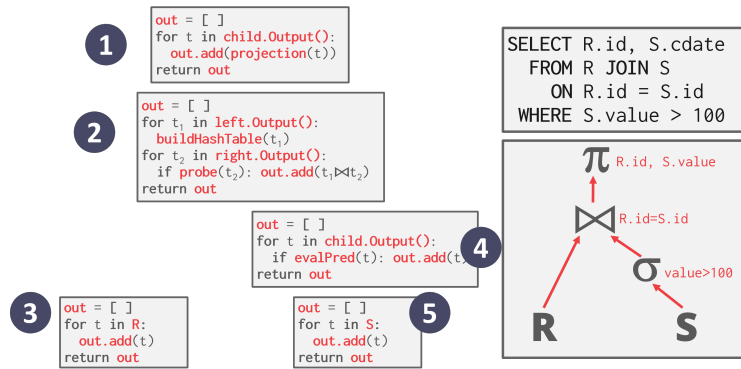 1
out = [ ]
for t in child.Output():
out.add(projection(t))
return out
2
out = [ ]
for t₁ in left.Output():
buildHashTable(t₁)
for t₂ in right.Output():
if probe(t₂): out.add(t₁⨝t₂)
return out
4
out = [ ]
for t in child.Output():
if evalPred(t): out.add(t
return out
3
out = [ ]
for t in R:
out.add(t)
return out
5
out = [ ]
for t in S:
out.add(t)
return out
SELECT R.id, S.cdate
FROM R JOIN S
ON R.id = S.id
WHERE S.value > 100
π R.id, S.value
⨝ R.id=S.id
σ value>100
R S